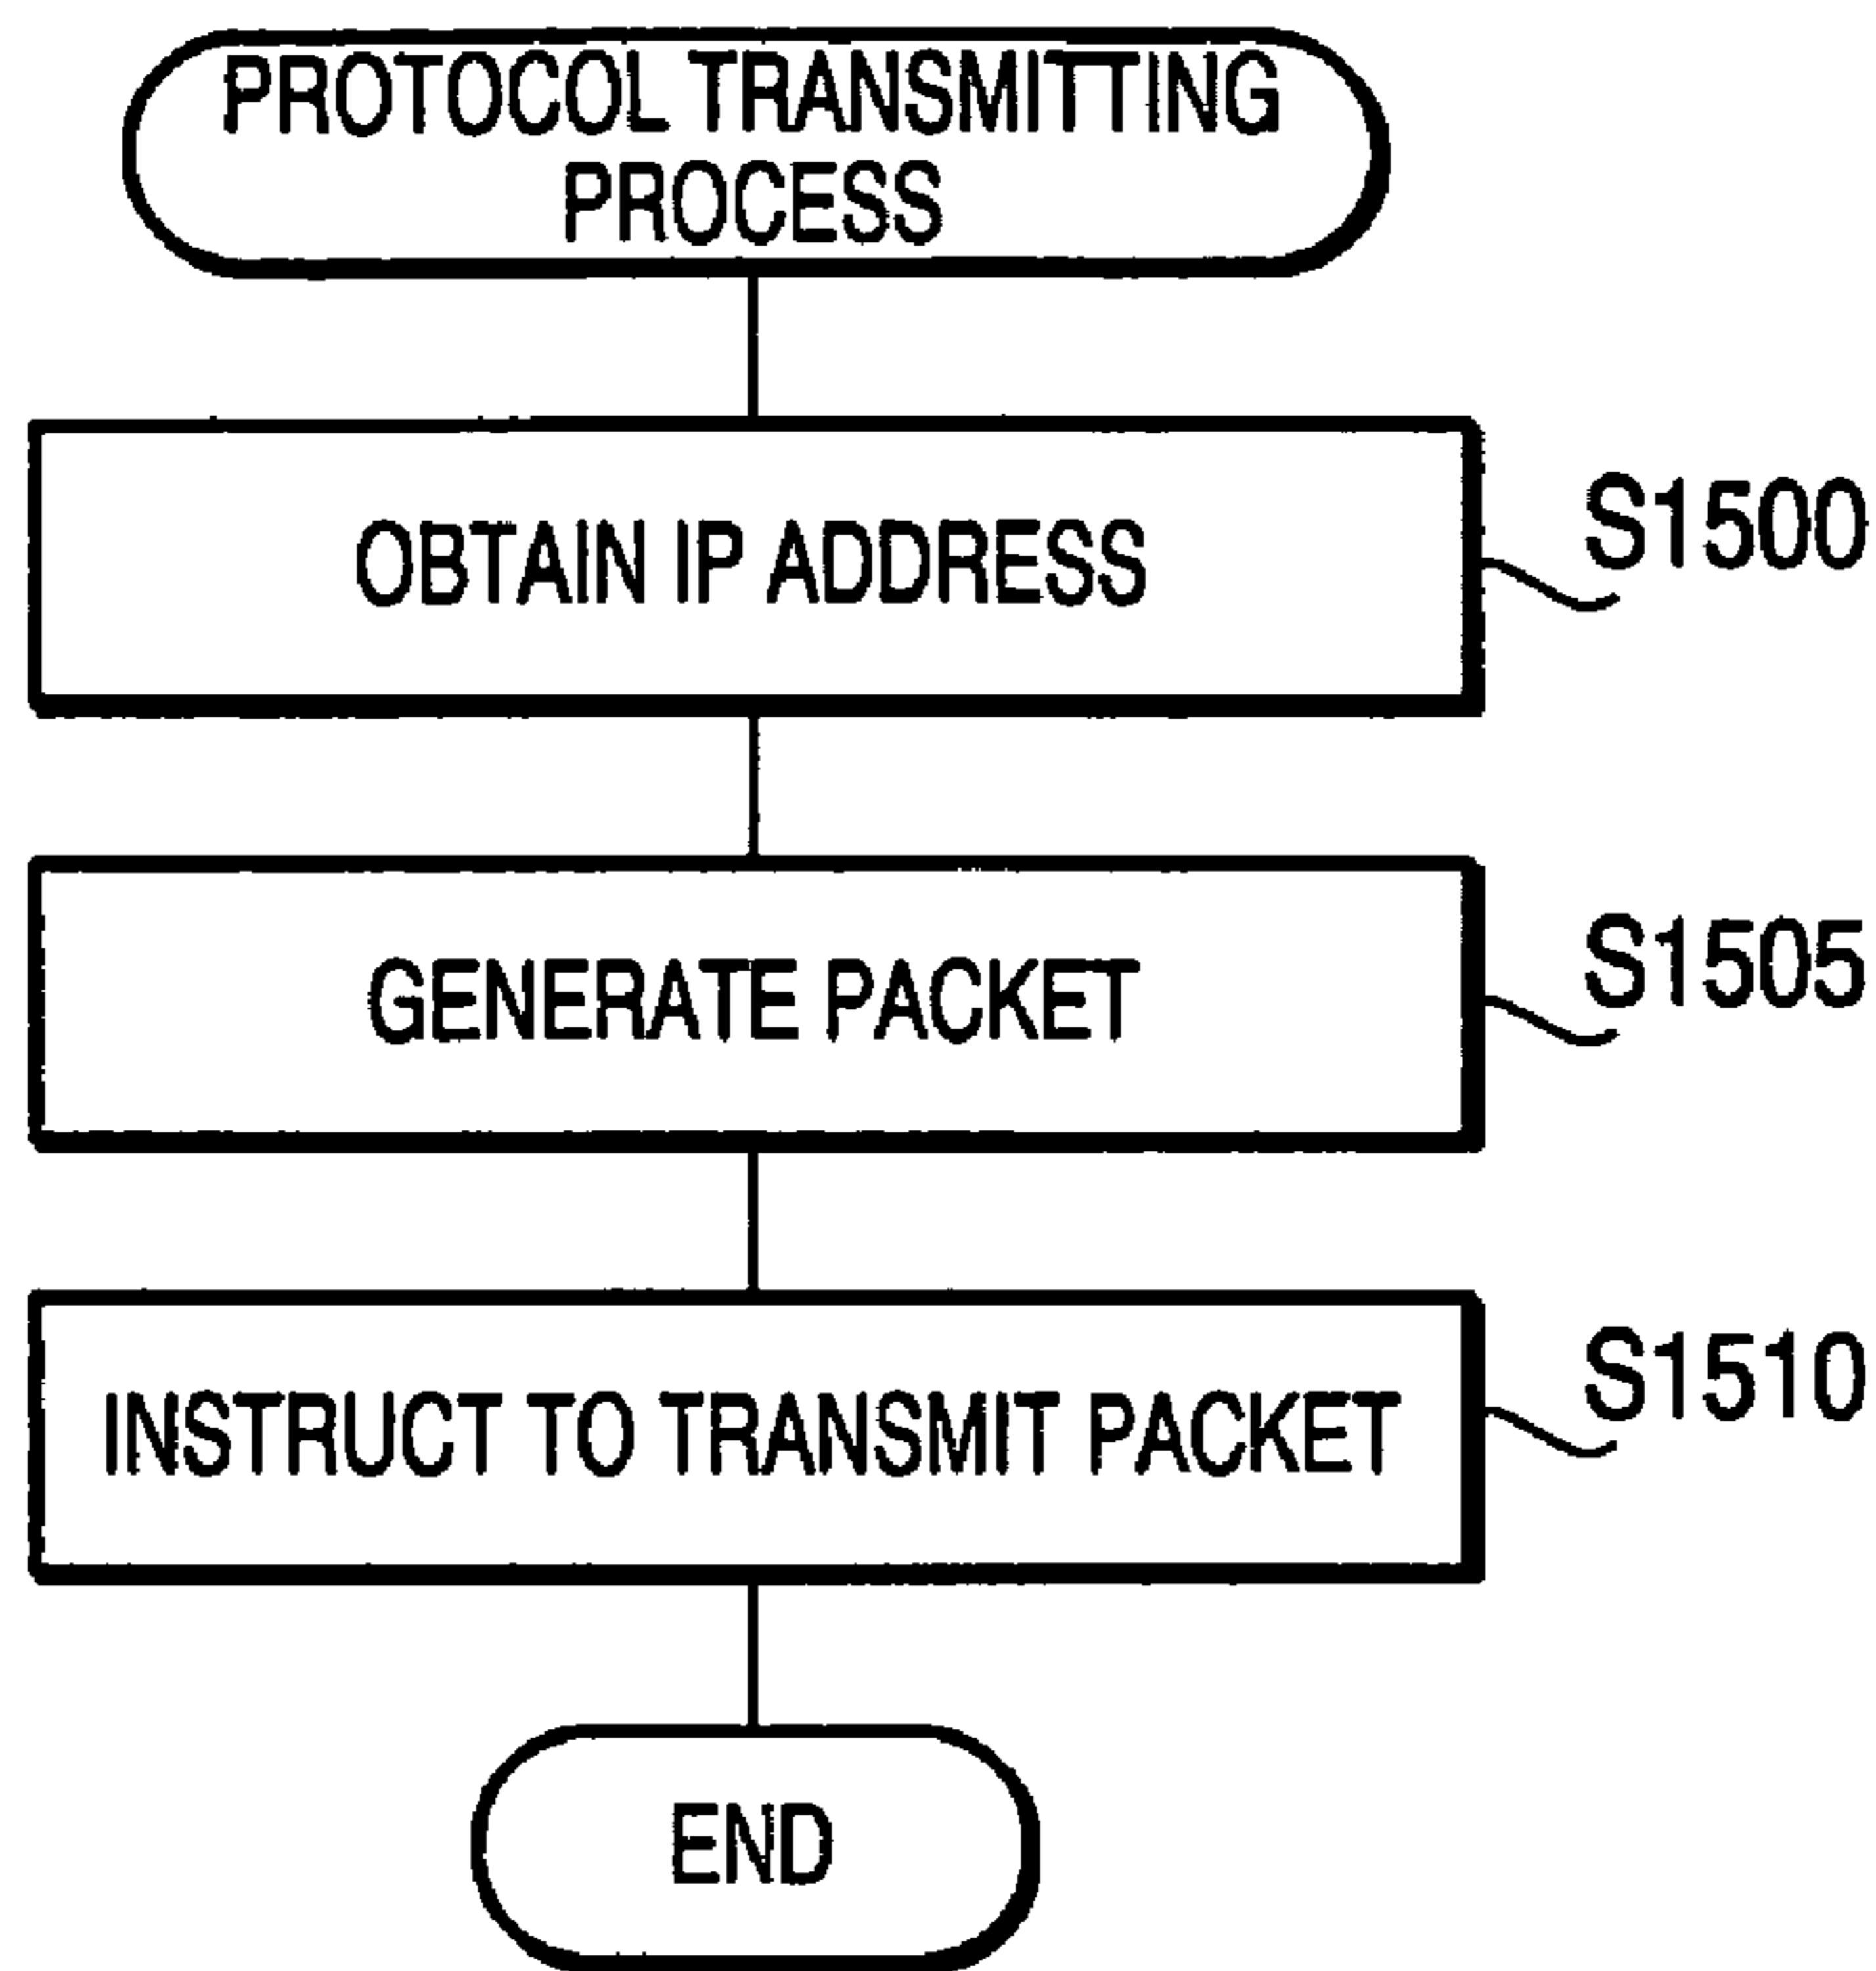 PROTOCOL TRANSMITTING
PROCESS
OBTAIN IP ADDRESS
S1500
GENERATE PACKET
S1505
INSTRUCT TO TRANSMIT PACKET
S1510
END